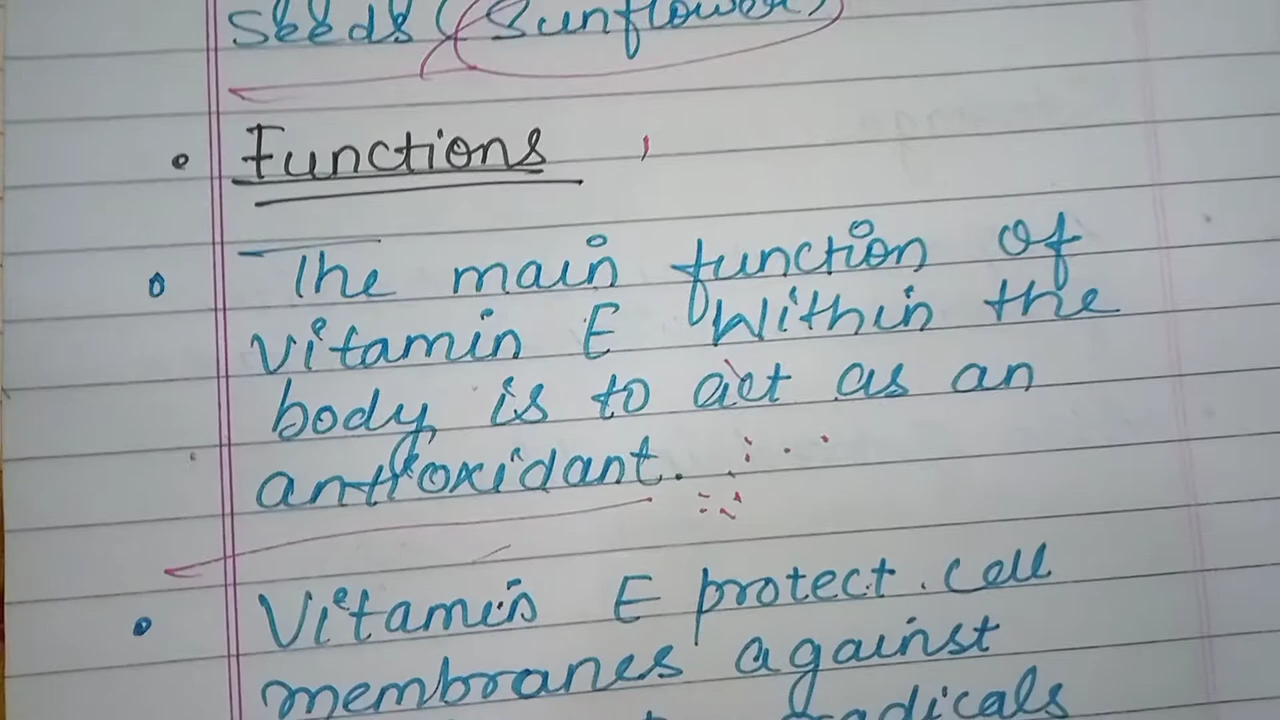 seeds (Sunflower)
Functions
The main function of
Vitamin E Within the
body is to act as an
antioxidant.
Vitamin E protect cell
membranes against
radicals